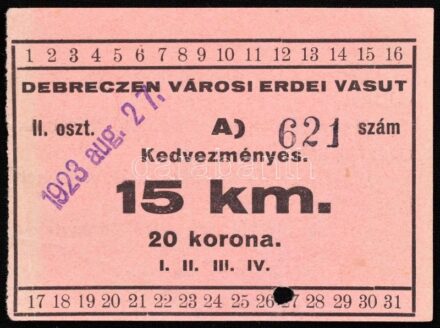 1 2 3 4 5 6 7 8 9 10 11 12 13 14 15 16
DEBRECZEN VÁROSI ERDEI VASUT
1923 aug. 27.
II. oszt. A) 621 szám
Kedvezményes.
15 km.
20 korona.
I. II. III. IV.
17 18 19 20 21 22 23 24 25 26 27 28 29 30 31